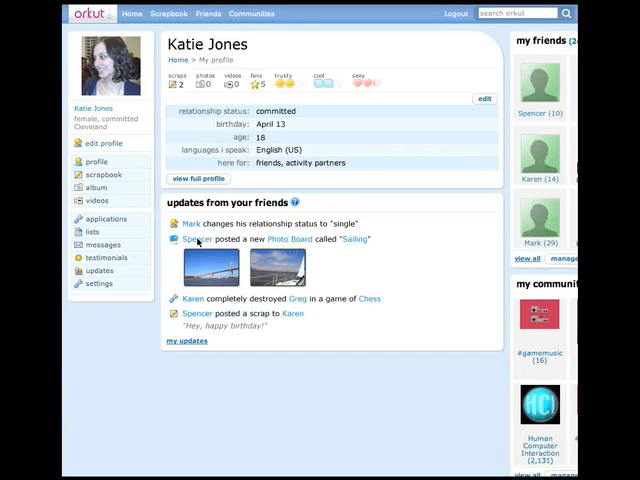 orkut Home Scrapbook Friends Communities Logout search orkut
Katie Jones
Home > My profile
scraps photos videos fans trusty cool sexy
2 0 0 5
edit
relationship status: committed
birthday: April 13
age: 18
languages i speak: English (US)
here for: friends, activity partners
view full profile
Katie Jones
female, committed
Cleveland
edit profile
profile
scrapbook
album
videos
applications
lists
messages
testimonials
updates
settings
updates from your friends ?
Mark changes his relationship status to "single"
Spencer posted a new Photo Board called "Sailing"
Karen completely destroyed Greg in a game of Chess
Spencer posted a scrap to Karen
"Hey, happy birthday!"
my updates
my friends
Spencer (10)
Karen (14)
Mark (29)
view all manage
my commun
#gamemusic
(16)
HCI
Human
Computer
Interaction
(2,131)
view all manage